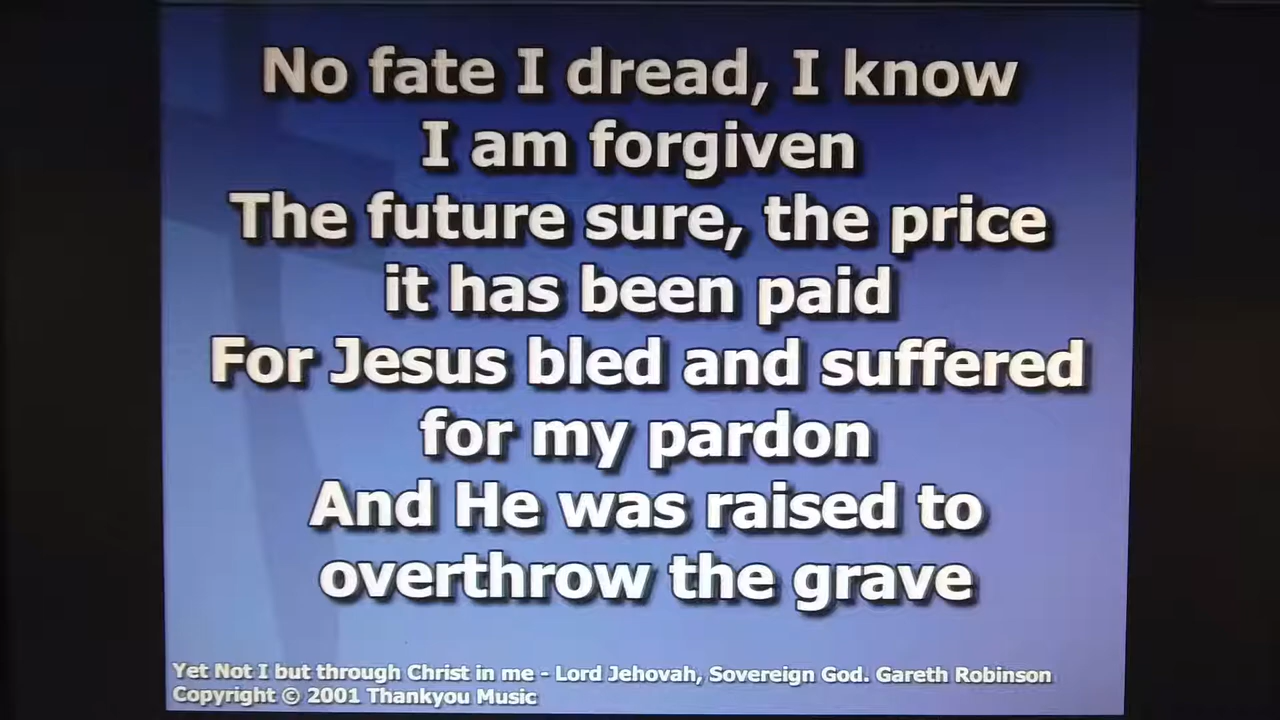 No fate I dread, I know
I am forgiven
The future sure, the price
it has been paid
For Jesus bled and suffered
for my pardon
And He was raised to
overthrow the grave
Yet Not I but through Christ in me - Lord Jehovah, Sovereign God. Gareth Robinson
Copyright © 2001 Thankyou Music